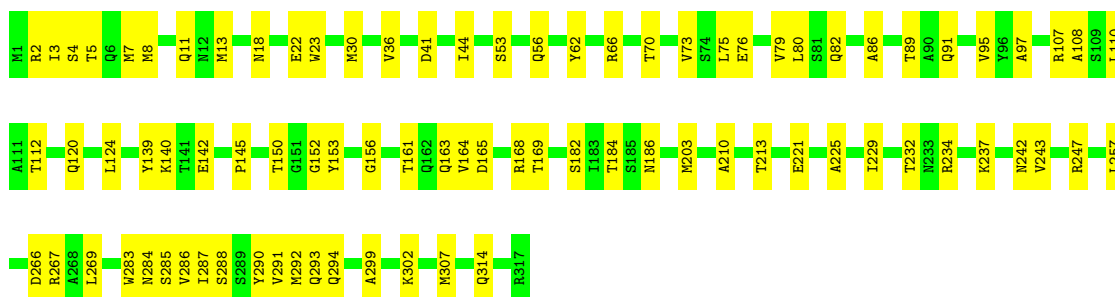 M1 R2 I3 S4 T5 Q6 M7 M8 Q11 N12 M13 N18 E22 W23 M30 V36 D41 I44 S53 Q56 Y62 R66 T70 V73 S74 L75 E76 V79 L80 S81 Q82 A86 T89 A90 Q91 V95 Y96 A97 R107 A108 S109 L110
A111 T112 Q120 L124 Y139 K140 T141 E142 P145 T150 G151 G152 Y153 G156 T161 Q162 Q163 V164 D165 R168 T169 S182 I183 T184 S185 N186 M203 A210 T213 E221 A225 I229 T232 N233 R234 K237 N242 V243 R247 L257
D266 R267 A268 L269 W283 N284 S285 V286 I287 S288 S289 Y290 V291 M292 Q293 Q294 A299 K302 M307 Q314 R317